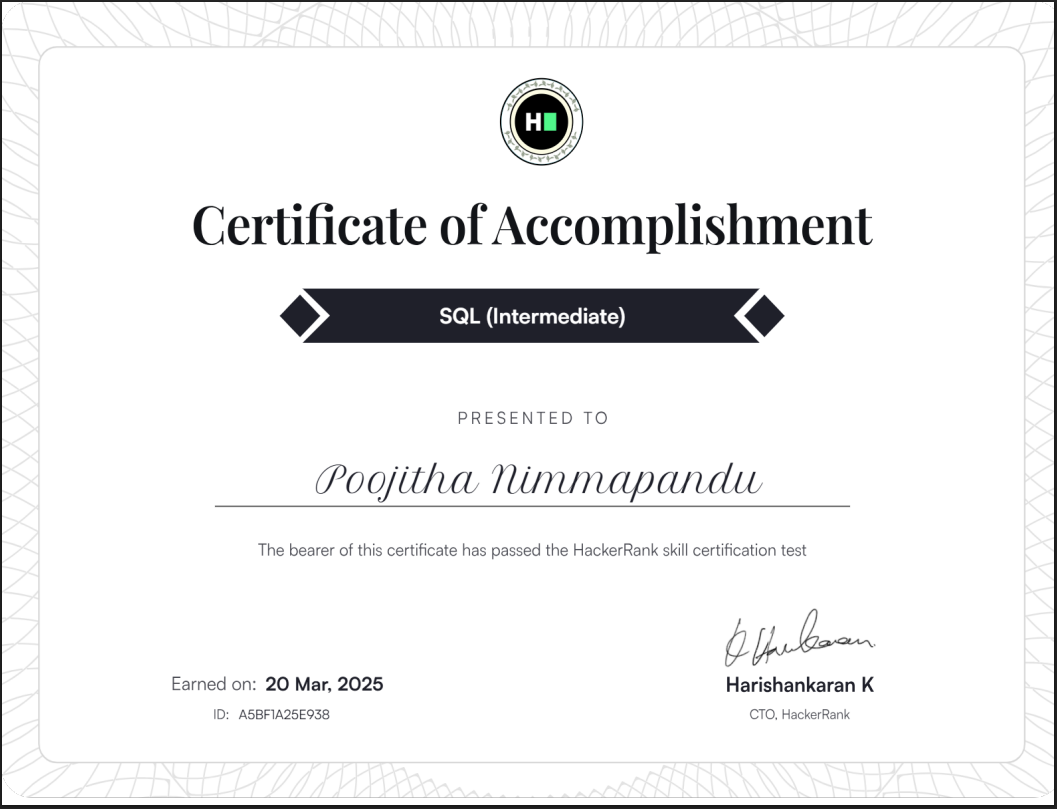 H
Certificate of Accomplishment
SQL (Intermediate)
PRESENTED TO
Poojitha Nimmapandu
The bearer of this certificate has passed the HackerRank skill certification test
Earned on: 20 Mar, 2025
ID: A5BF1A25E938
Harishankaran K
CTO, HackerRank